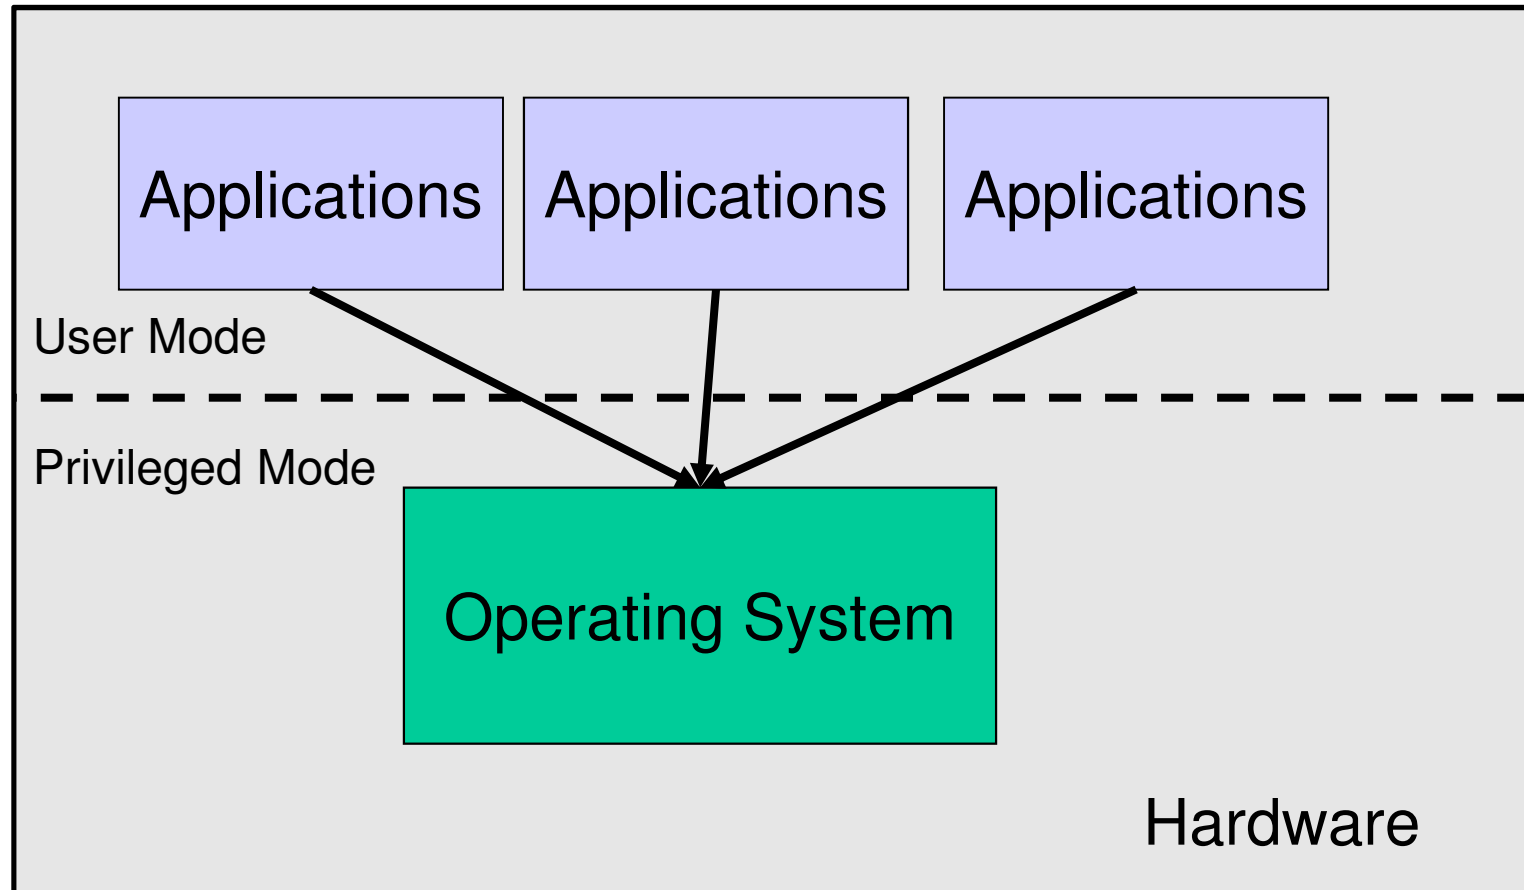 Applications
Applications
Applications
User Mode
Privileged Mode
Operating System
Hardware